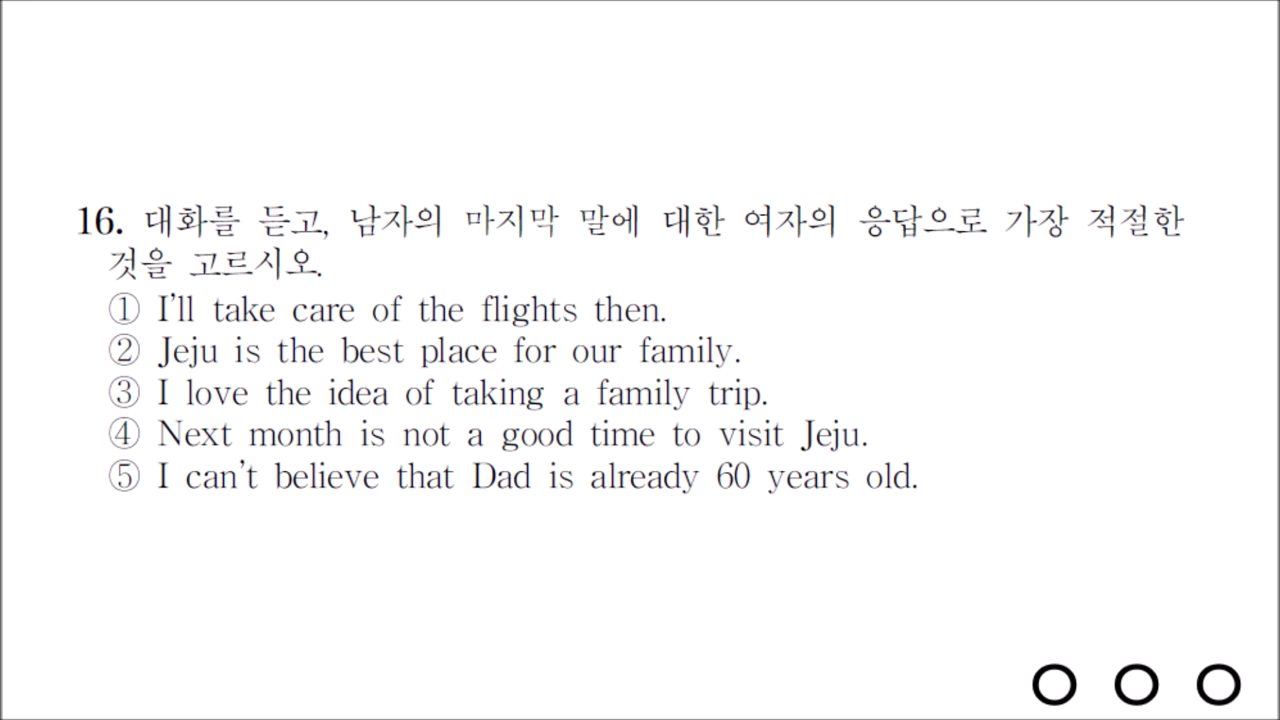 16. 대화를 듣고, 남자의 마지막 말에 대한 여자의 응답으로 가장 적절한
것을 고르시오.
① I’ll take care of the flights then.
② Jeju is the best place for our family.
③ I love the idea of taking a family trip.
④ Next month is not a good time to visit Jeju.
⑤ I can’t believe that Dad is already 60 years old.